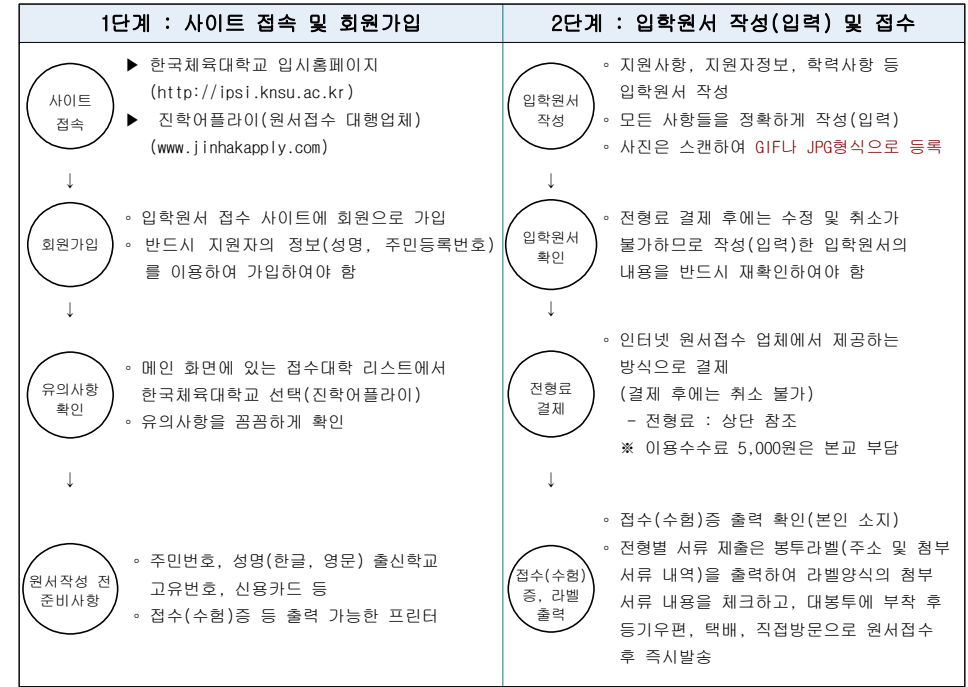 1단계 : 사이트 접속 및 회원가입
사이트
접속
▶ 한국체육대학교 입시홈페이지
(http://ipsi.knsu.ac.kr)
▶ 진학어플라이(원서접수 대행업체)
(www.jinhakapply.com)
↓
회원가입
◦ 입학원서 접수 사이트에 회원으로 가입
◦ 반드시 지원자의 정보(성명, 주민등록번호)
를 이용하여 가입하여야 함
↓
유의사항
확인
◦ 메인 화면에 있는 접수대학 리스트에서
한국체육대학교 선택(진학어플라이)
◦ 유의사항을 꼼꼼하게 확인
↓
원서작성 전
준비사항
◦ 주민번호, 성명(한글, 영문) 출신학교
고유번호, 신용카드 등
◦ 접수(수험)증 등 출력 가능한 프린터
2단계 : 입학원서 작성(입력) 및 접수
입학원서
작성
◦ 지원사항, 지원자정보, 학력사항 등
입학원서 작성
◦ 모든 사항들을 정확하게 작성(입력)
◦ 사진은 스캔하여 GIF나 JPG형식으로 등록
↓
입학원서
확인
◦ 전형료 결제 후에는 수정 및 취소가
불가하므로 작성(입력)한 입학원서의
내용을 반드시 재확인하여야 함
↓
전형료
결제
◦ 인터넷 원서접수 업체에서 제공하는
방식으로 결제
(결제 후에는 취소 불가)
- 전형료 : 상단 참조
※ 이용수수료 5,000원은 본교 부담
↓
접수(수험)
증, 라벨
출력
◦ 접수(수험)증 출력 확인(본인 소지)
◦ 전형별 서류 제출은 봉투라벨(주소 및 첨부
서류 내역)을 출력하여 라벨양식의 첨부
서류 내용을 체크하고, 대봉투에 부착 후
등기우편, 택배, 직접방문으로 원서접수
후 즉시발송